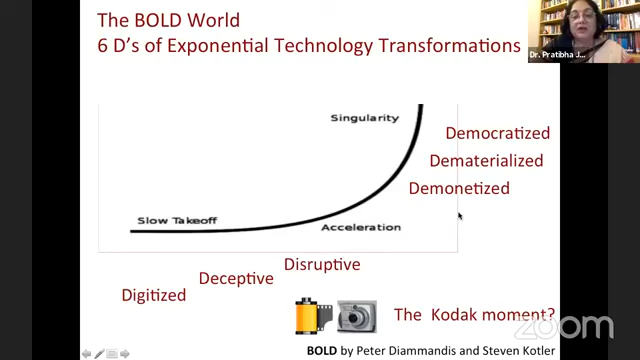 The BOLD World
6 D's of Exponential Technology Transformations
Dr. Pratibha J...
Singularity
Democratized
Dematerialized
Demonetized
Slow Takeoff
Acceleration
Disruptive
Deceptive
Digitized
The Kodak moment?
zoom
BOLD by Peter Diammandis and Steven Kotler